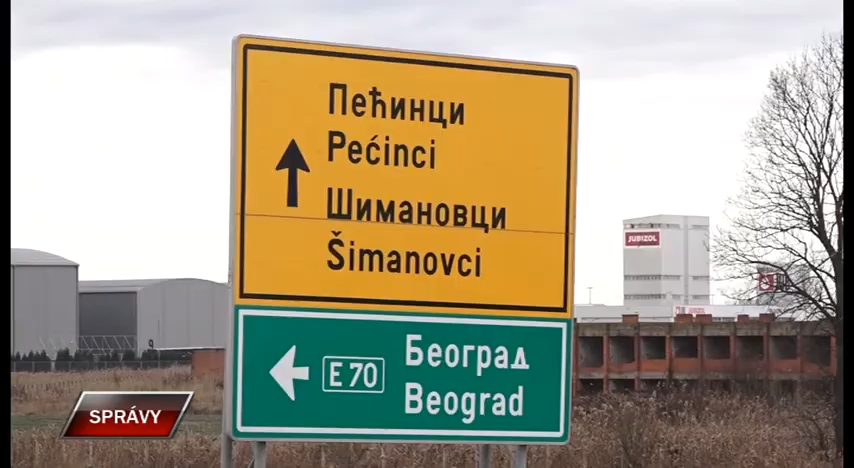 Пећинци
Pećinci
Шимановци
Šimanovci
E 70
Београд
Beograd
JUBIZOL
SPRÁVY